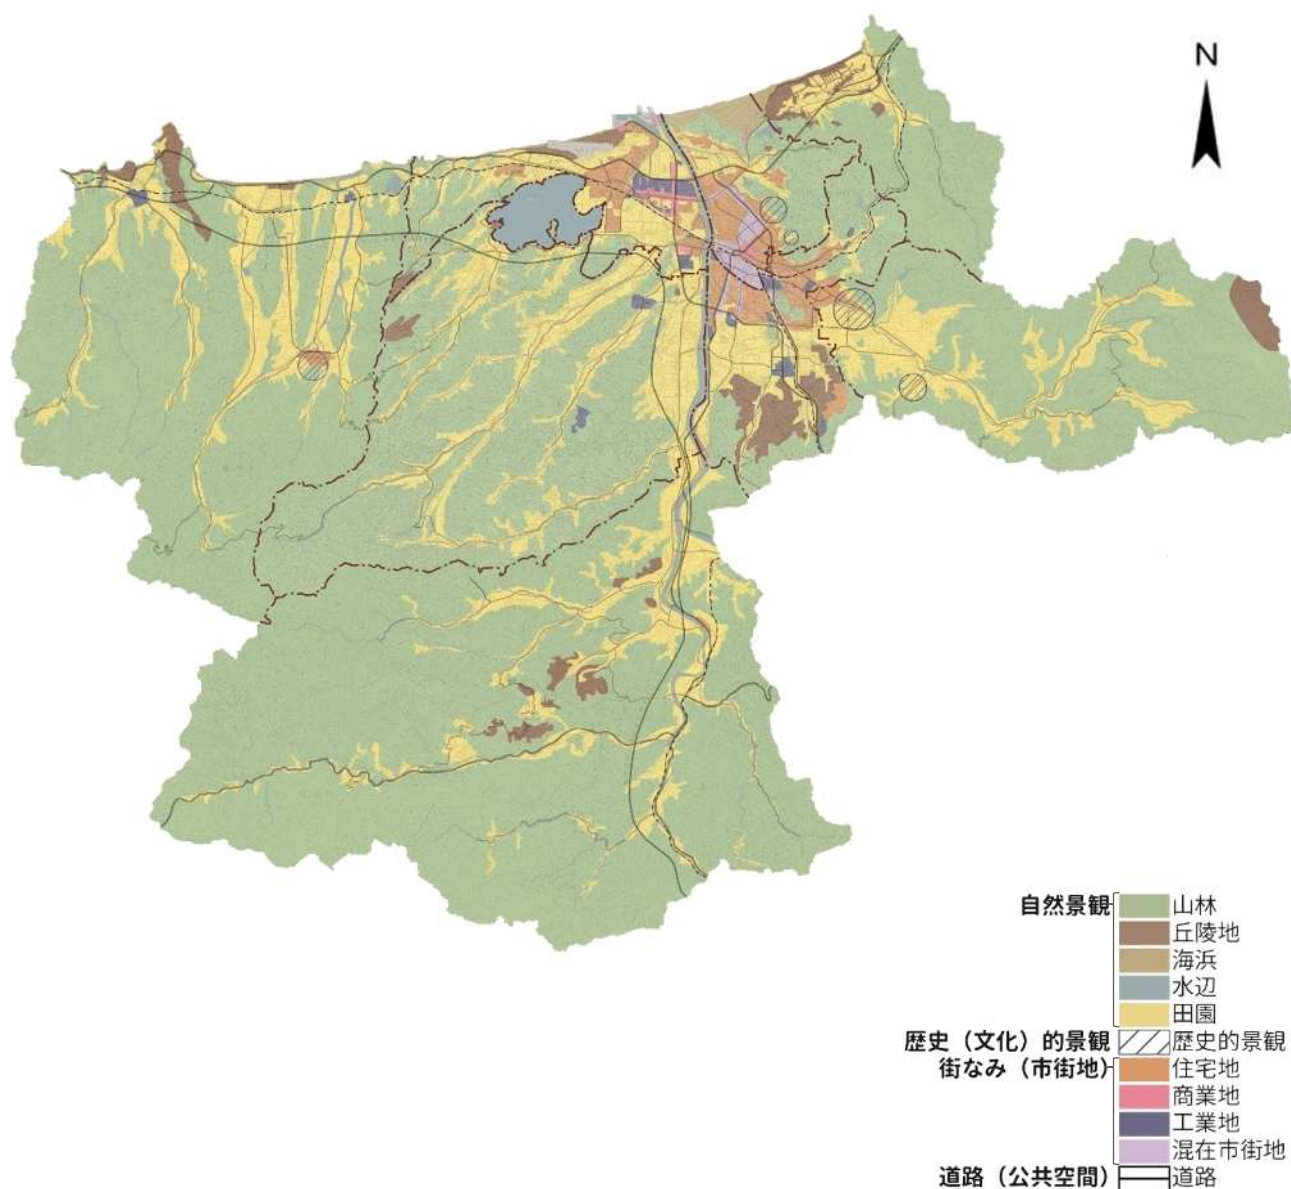 N
自然景観
山林
丘陵地
海浜
水辺
田園
歴史（文化）的景観
歴史的景観
街なみ（市街地）
住宅地
商業地
工業地
混在市街地
道路（公共空間）
道路